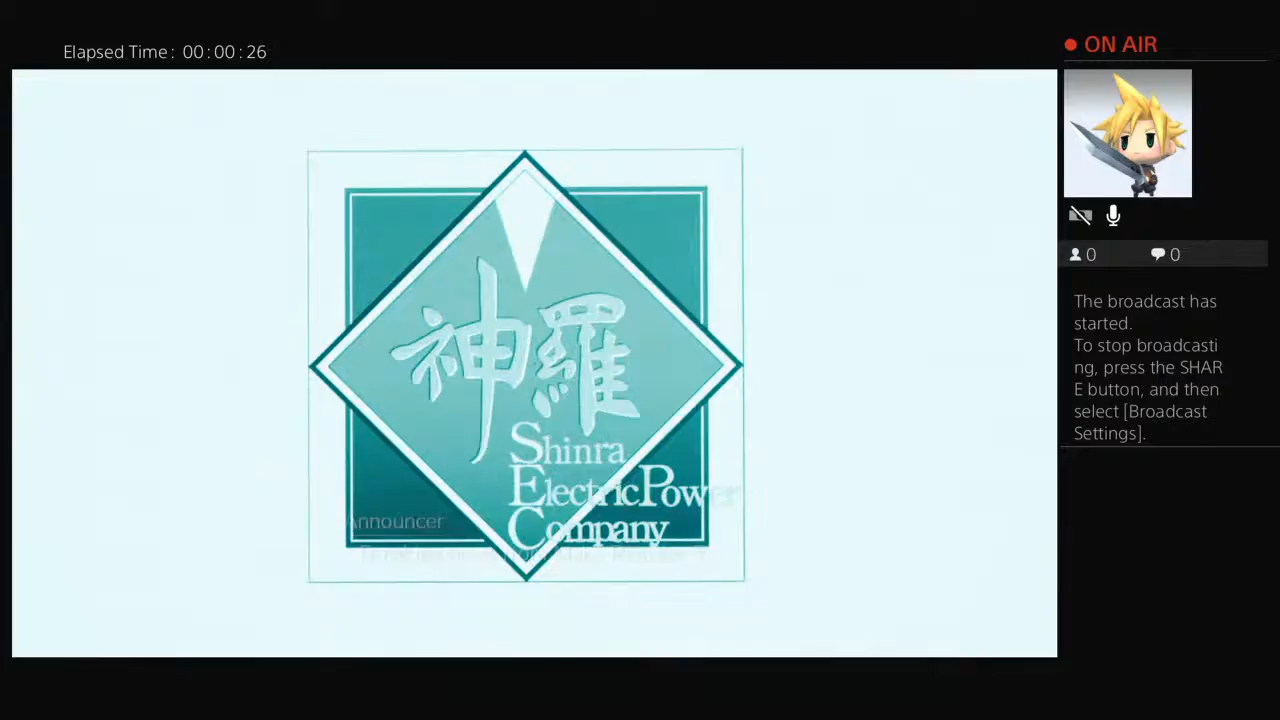 Elapsed Time: 00:00:26
ON AIR
0
0
The broadcast has
started.
To stop broadcasti
ng, press the SHAR
E button, and then
select [Broadcast
Settings].
神羅
Shinra
Electric Power
Company
Announcer